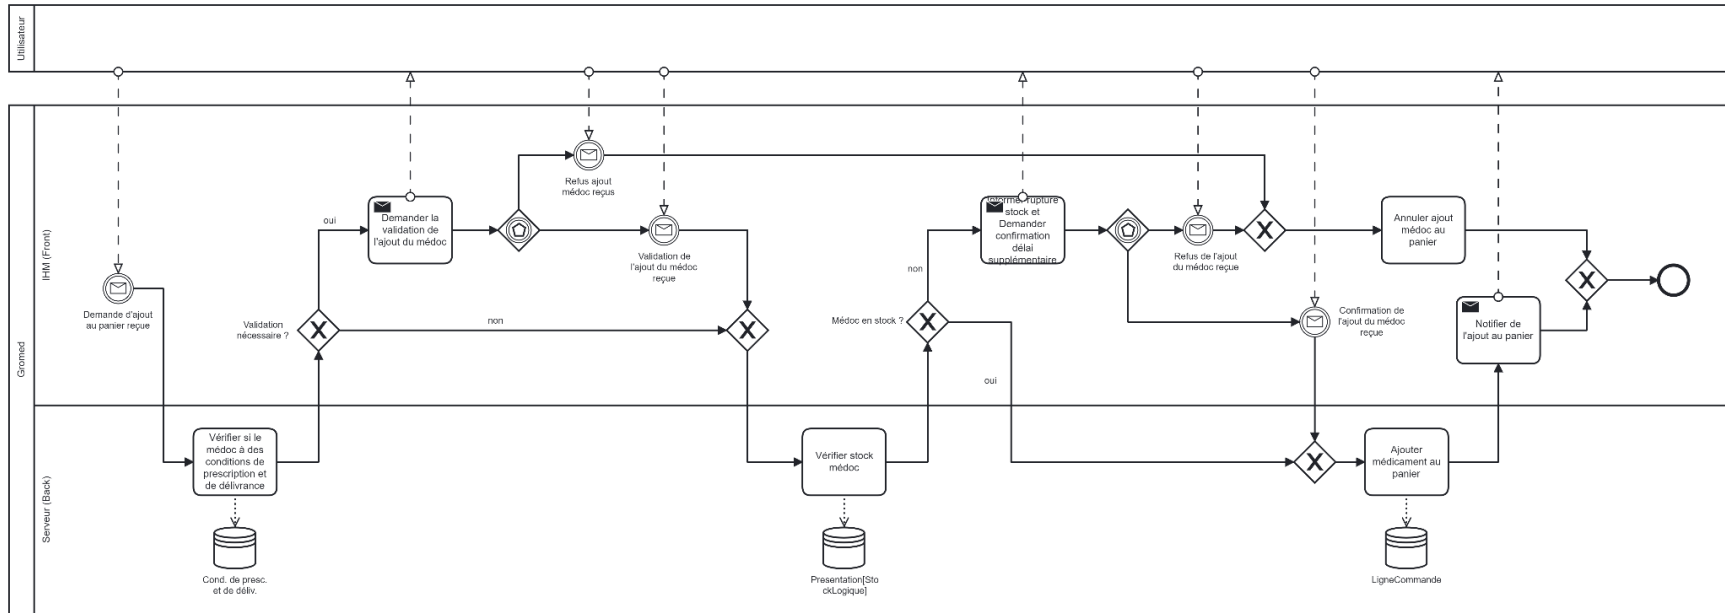 Utilisateur
Gromed
IHM (Front)
Serveur (Back)
Demande d'ajout
au panier reçue
Vérifier si le
médoc à des
conditions de
prescription et
de délivrance
Cond. de presc.
et de déliv.
Validation
nécessaire ?
oui
non
Demander la
validation de
l'ajout du médoc
Refus ajout
médoc reçus
Validation de
l'ajout du médoc
reçue
Vérifier stock
médoc
Presentation[Sto
ckLogique]
Médoc en stock ?
non
oui
rupture
stock et
Demander
confirmation
délai
supplémentaire
Refus de l'ajout
du médoc reçue
Confirmation de
l'ajout du médoc
reçue
Annuler ajout
médoc au
panier
Notifier de
l'ajout au panier
Ajouter
médicament au
panier
LigneCommande